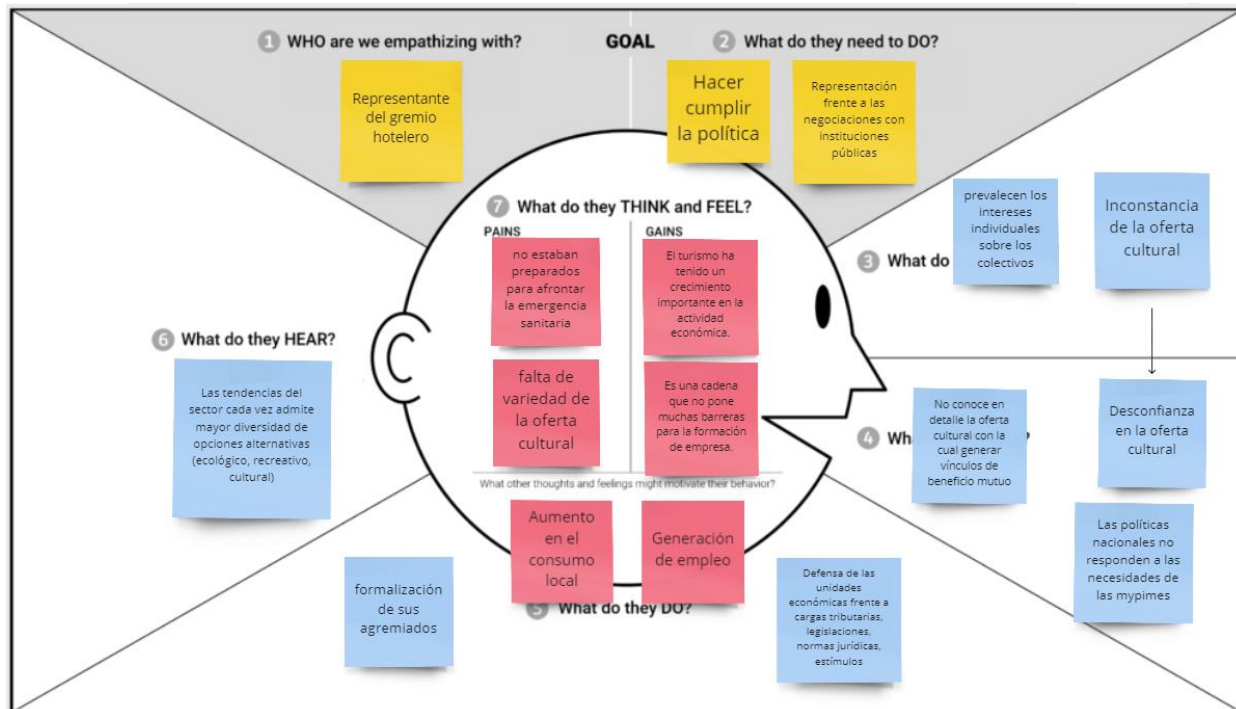 1 WHO are we empathizing with?
GOAL
2 What do they need to DO?
Representante
del gremio
hotelero
Hacer
cumplir
la política
Representación
frente a las
negociaciones con
instituciones
públicas
prevalecen los
intereses
individuales
sobre los
colectivos
Inconstancia
de la oferta
cultural
3 What do
7 What do they THINK and FEEL?
PAINS
no estaban
preparados
para afrontar
la emergencia
sanitaria
falta de
variedad de
la oferta
cultural
GAINS
El turismo ha
tenido un
crecimiento
importante en la
actividad
económica.
Es una cadena
que no pone
muchas barreras
para la formación
de empresa.
What other thoughts and feelings might motivate their behavior?
Aumento
en el
consumo
local
Generación
de empleo
4
No conoce en
detalle la oferta
cultural con la
cual generar
vínculos de
beneficio mutuo
?
Desconfianza
en la oferta
cultural
Las políticas
nacionales no
responden a las
necesidades de
las mypimes
5 What do they DO?
formalización
de sus
agremiados
Defensa de las
unidades
económicas frente a
cargas tributarias,
legislaciones,
normas jurídicas,
estímulos
6 What do they HEAR?
Las tendencias del
sector cada vez admite
mayor diversidad de
opciones alternativas
(ecológico, recreativo,
cultural)